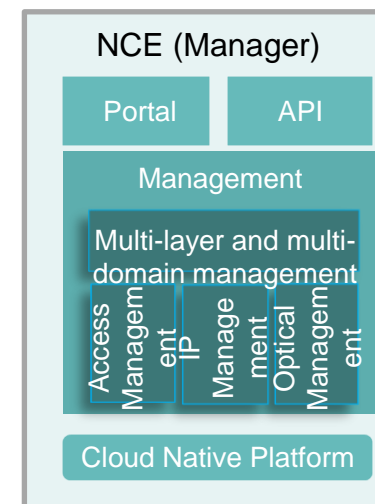 NCE (Manager)
Portal
API
Management
Multi-layer and multi-
domain management
Access
Managem
ent
IP
Manage
ment
Optical
Managem
ent
Cloud Native Platform